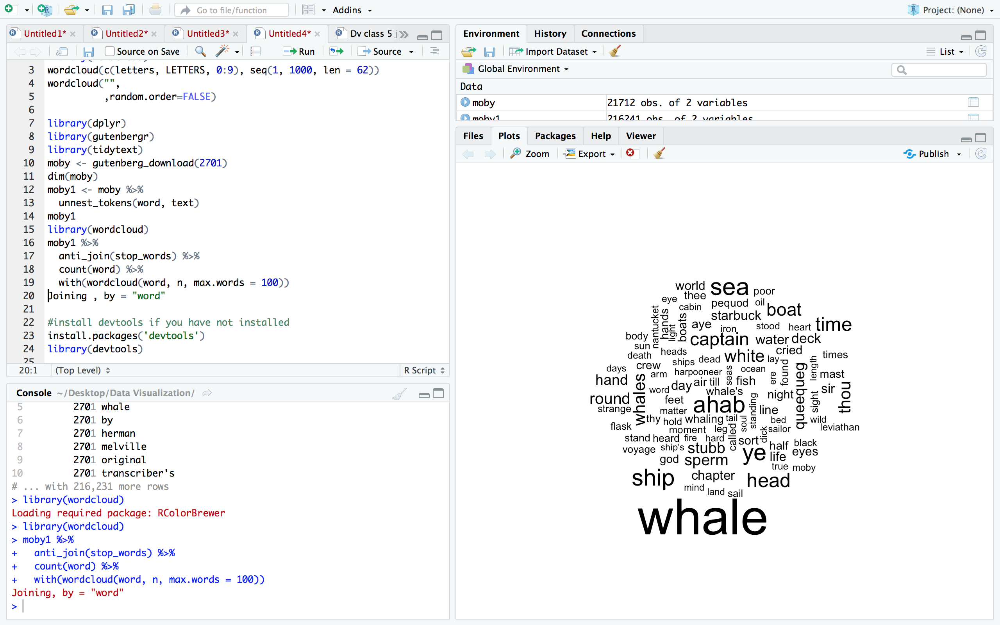 Go to file/function Addins Project: (None)
Untitled1* Untitled2* Untitled3* Untitled4* Dv class 5 j
Source on Save Run Source
3 wordcloud(c(letters, LETTERS, 0:9), seq(1, 1000, len = 62))
4 wordcloud("",
5 ,random.order=FALSE)
6
7 library(dplyr)
8 library(gutenbergr)
9 library(tidytext)
10 moby <- gutenberg_download(2701)
11 dim(moby)
12 moby1 <- moby %>%
13 unnest_tokens(word, text)
14 moby1
15 library(wordcloud)
16 moby1 %>%
17 anti_join(stop_words) %>%
18 count(word) %>%
19 with(wordcloud(word, n, max.words = 100))
20 Joining , by = "word"
21
22 #install devtools if you have not installed
23 install.packages('devtools')
24 library(devtools)
25
20:1 (Top Level) R Script
Console ~/Desktop/Data Visualization/
5 2701 whale
6 2701 by
7 2701 herman
8 2701 melville
9 2701 original
10 2701 transcriber's
# ... with 216,231 more rows
> library(wordcloud)
Loading required package: RColorBrewer
> library(wordcloud)
> moby1 %>%
+ anti_join(stop_words) %>%
+ count(word) %>%
+ with(wordcloud(word, n, max.words = 100))
Joining, by = "word"
>
Environment History Connections
Import Dataset List
Global Environment
Data
moby 21712 obs. of 2 variables
moby1 216241 obs. of 2 variables
Files Plots Packages Help Viewer
Zoom Export Publish
world sea poor
eye thee pequod oil boat
nantucket hands cabin starbuck time
light boats aye iron stood heart
body captain water deck
sun heads cried times
death ships dead white lay
days crew harpooneer ocean found length
hand arm seas ere queequeg mast
whales word day air till fish sir thou
round feet whale's night sight
strange matter ahab standing line
flask thy hold whaling tail soul bed wild
moment leg called dick sailor leviathan
stand heard fire hard sort half black
voyage ship's stubb ye life eyes
god sperm true moby
ship chapter head
mind land sail
whale